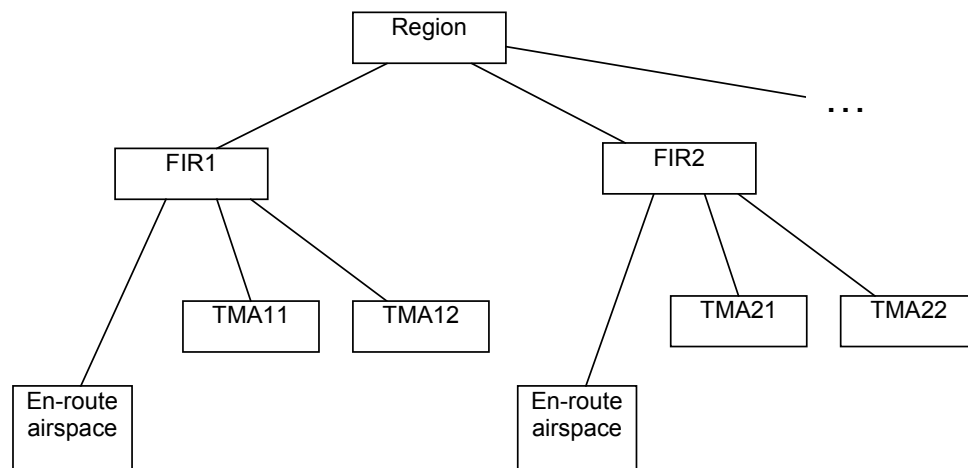 Region
...
FIR1
FIR2
TMA11
TMA12
TMA21
TMA22
En-route
airspace
En-route
airspace